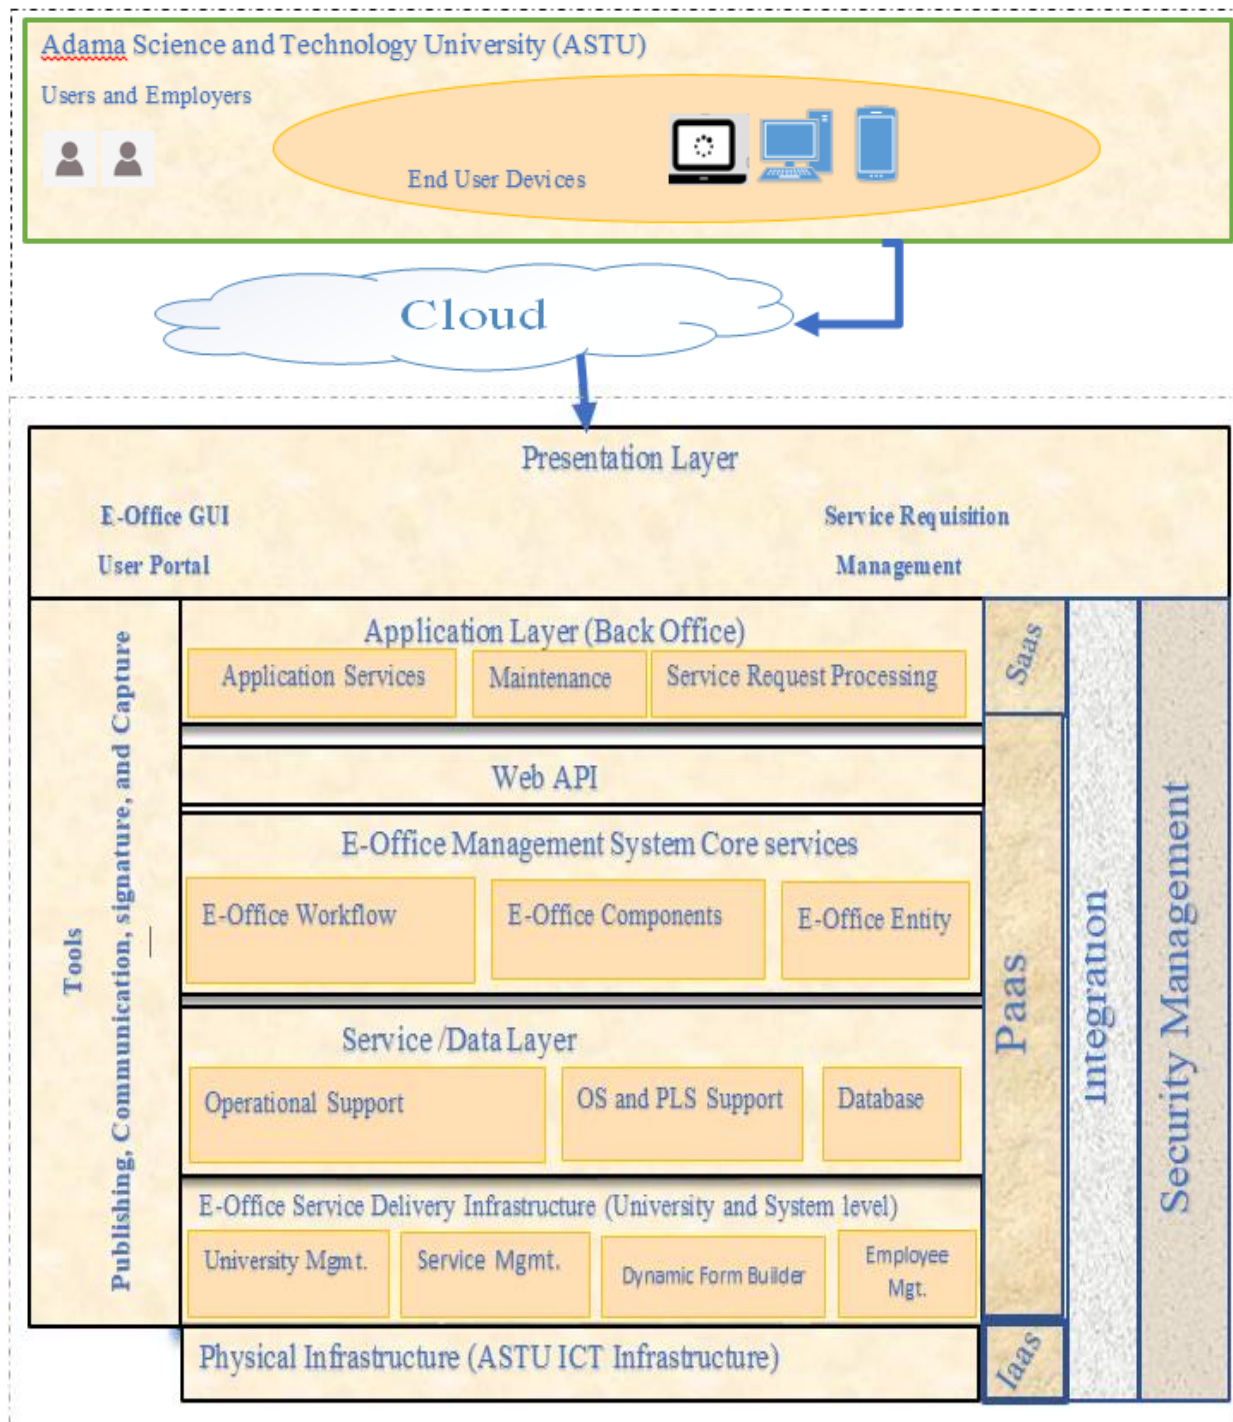 Adama Science and Technology University (ASTU)
Users and Employers
End User Devices
Cloud
Presentation Layer
E-Office GUI
User Portal
Service Requisition
Management
Tools
Publishing, Communication, signature, and Capture
Application Layer (Back Office)
Application Services
Maintenance
Service Request Processing
Web API
E-Office Management System Core services
E-Office Workflow
E-Office Components
E-Office Entity
Service /Data Layer
Operational Support
OS and PLS Support
Database
E-Office Service Delivery Infrastructure (University and System level)
University Mgmt.
Service Mgmt.
Dynamic Form Builder
Employee
Mgt.
Physical Infrastructure (ASTU ICT Infrastructure)
Saas
Paas
Iaas
Integration
Security Management